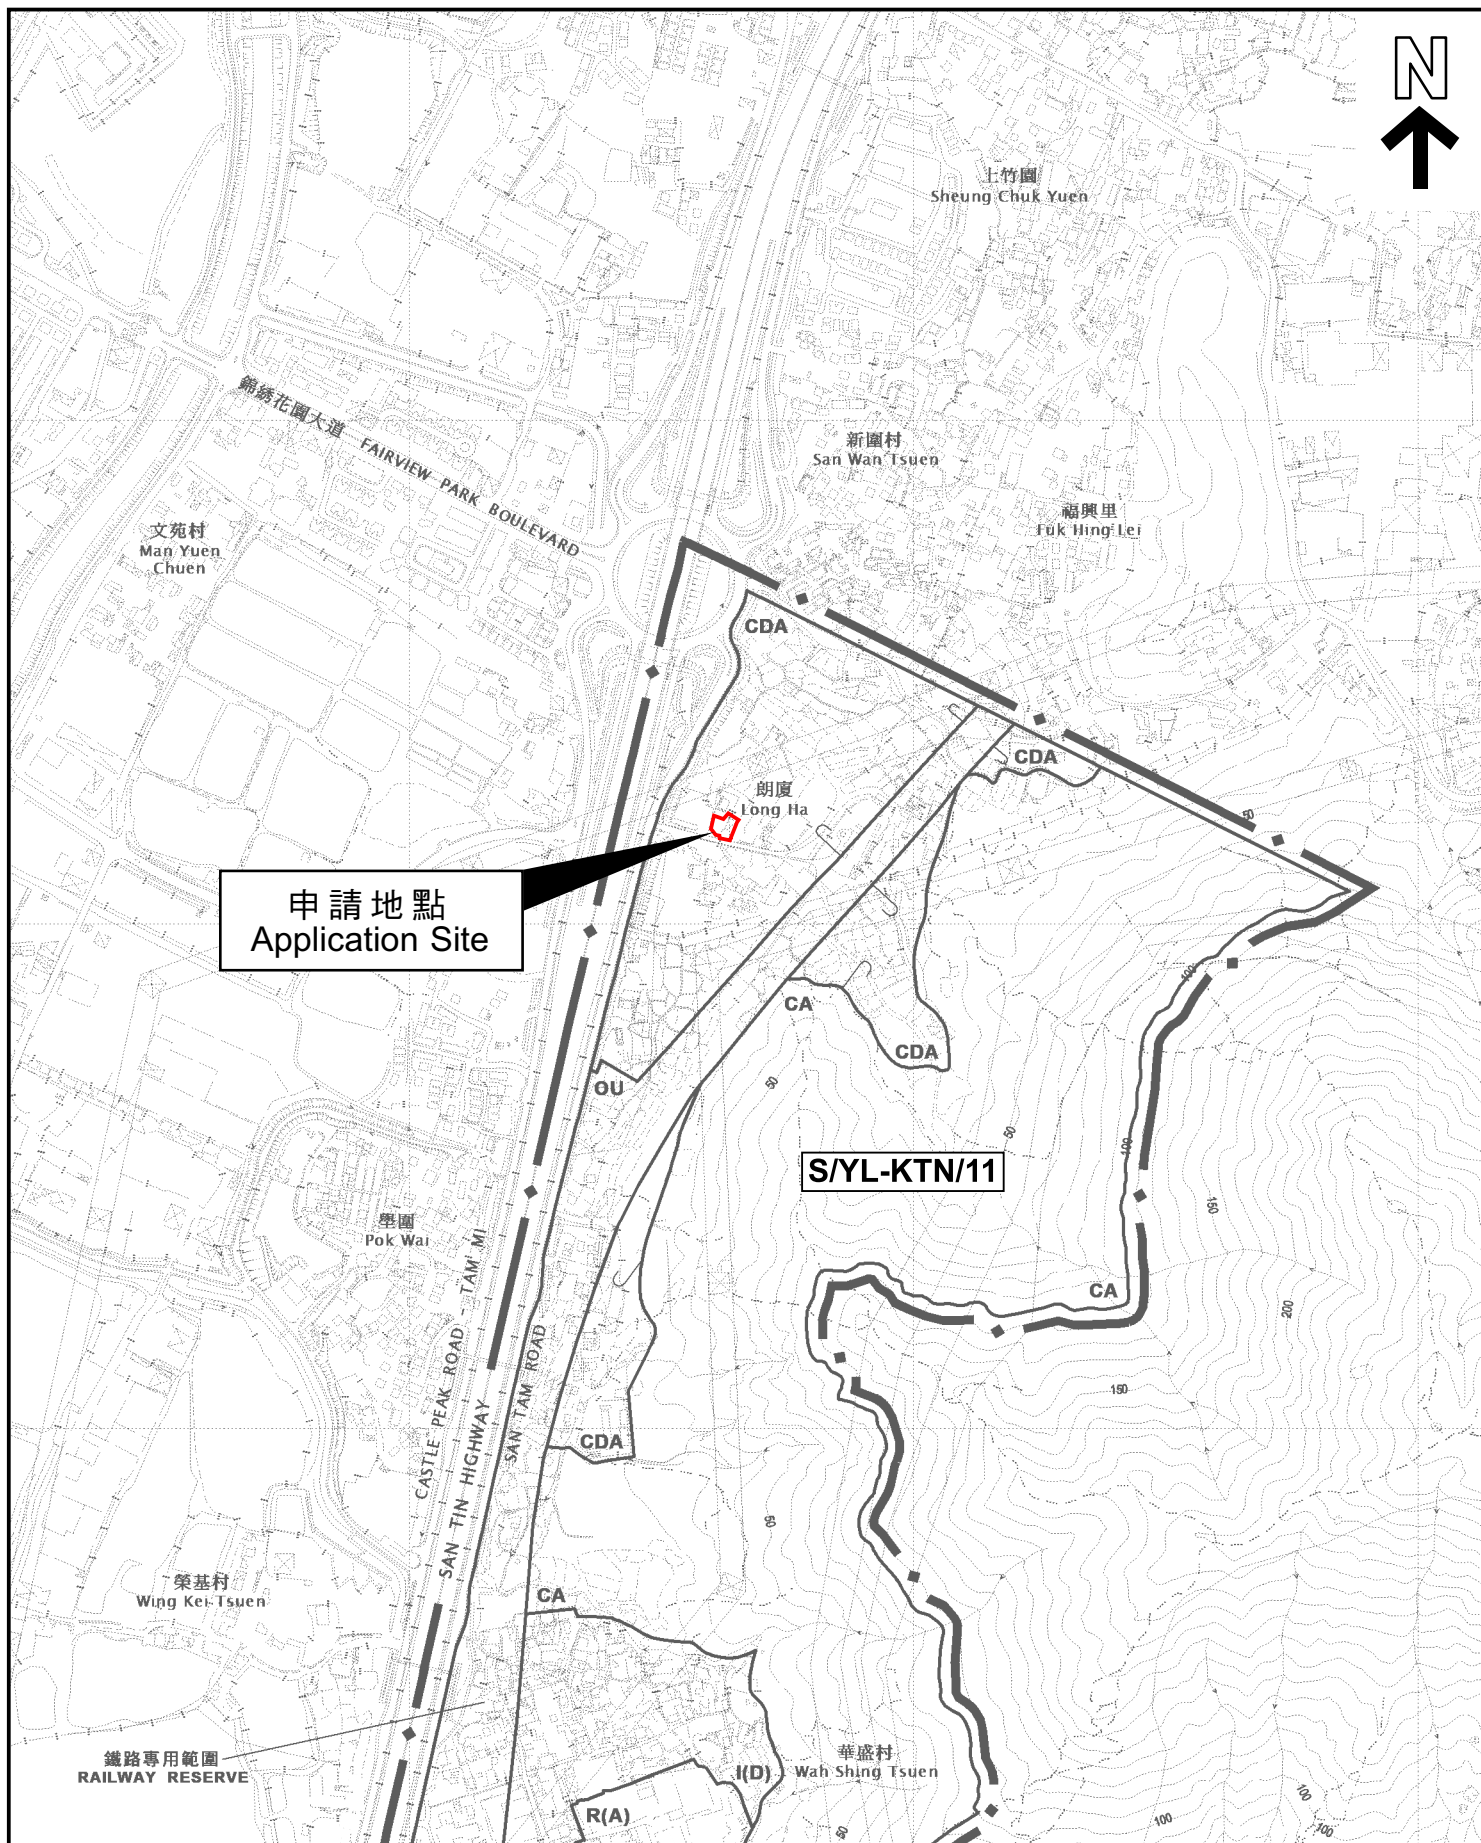 N
上竹園
Sheung Chuk Yuen
錦綉花園大道 FAIRVIEW PARK BOULEVARD
新圍村
San Wan Tsuen
福興里
Fuk Hing Lei
文苑村
Man Yuen
Chuen
CDA
CDA
朗廈
Long Ha
50
申請地點
Application Site
100
CA
CDA
OU
50
50
100
S/YL-KTN/11
150
壆圍
Pok Wai
CASTLE PEAK ROAD - TAM MI
SAN TIN HIGHWAY
SAN TAM ROAD
CA
200
150
CDA
50
榮基村
Wing Kei Tsuen
CA
鐵路專用範圍
RAILWAY RESERVE
華盛村
Wah Shing Tsuen
I(D)
R(A)
50
100
100
100